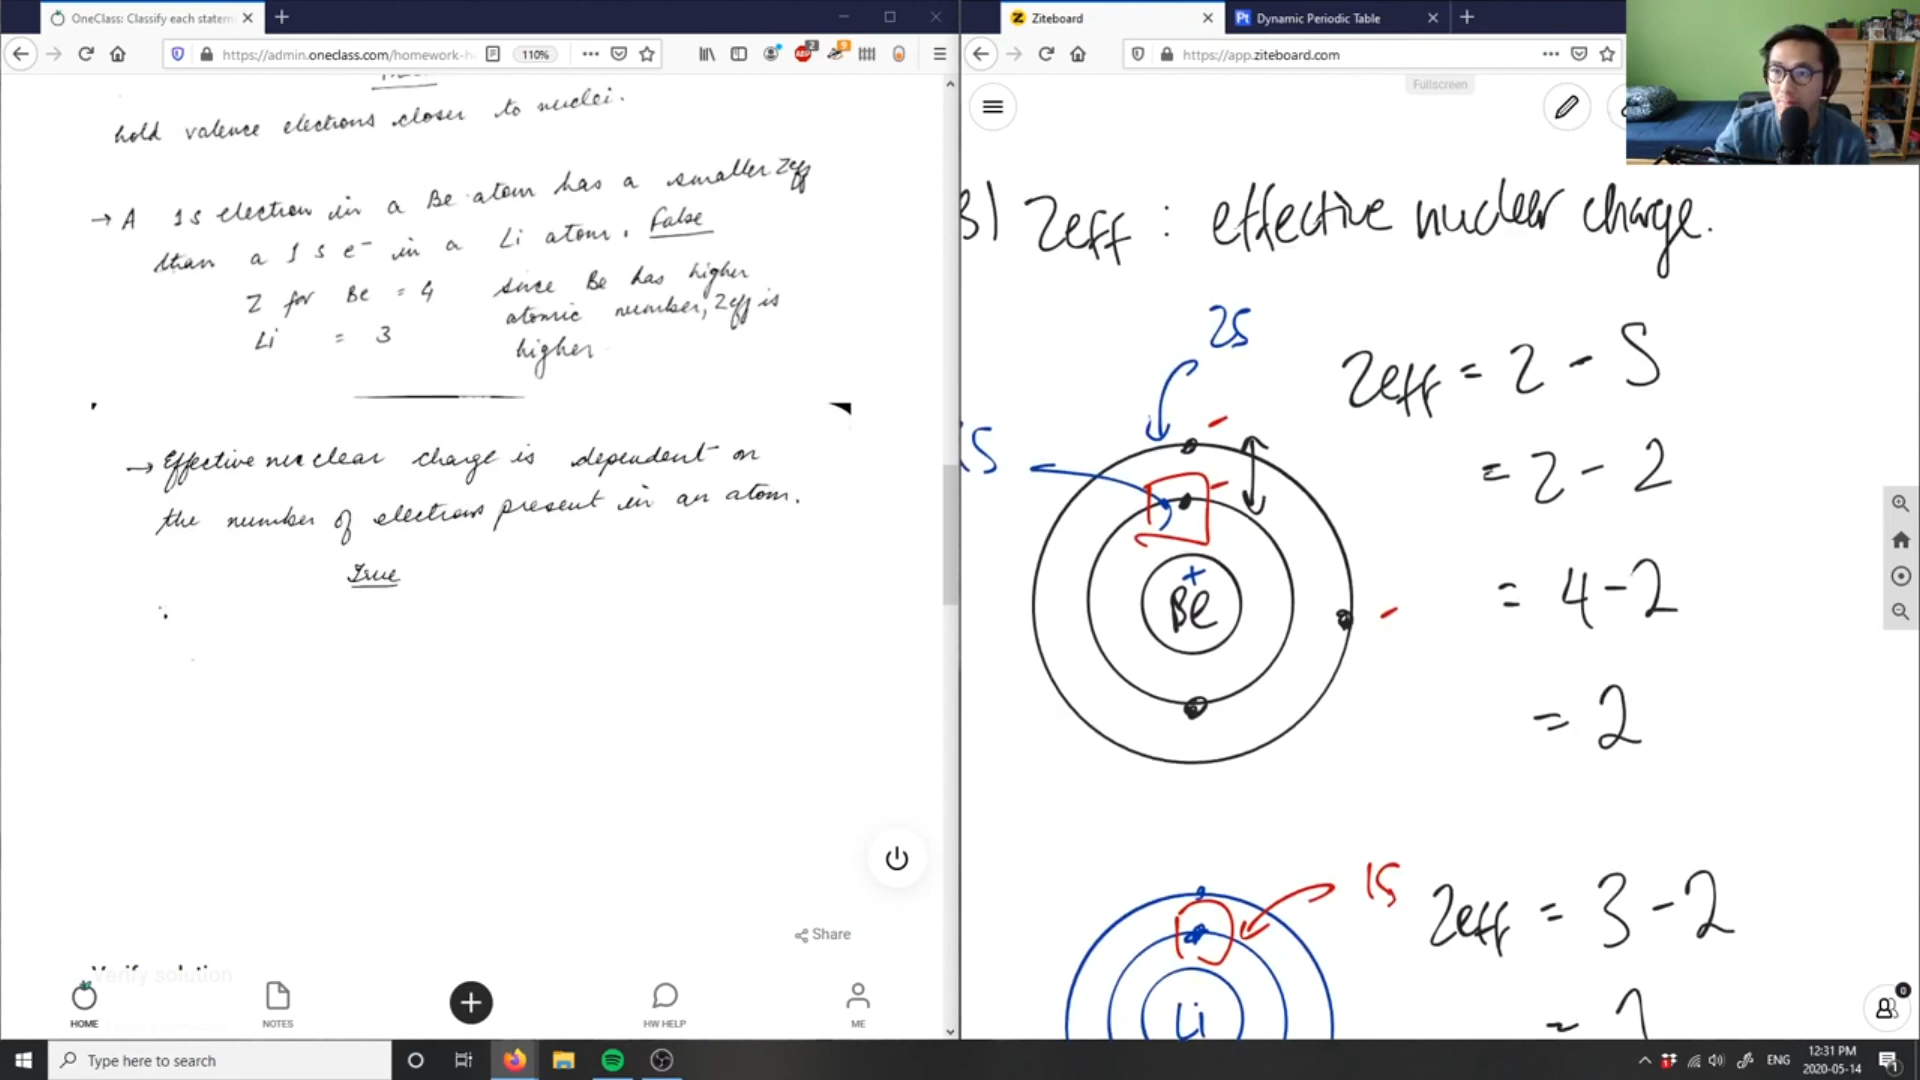 OneClass: Classify each statem
Ziteboard
Dynamic Periodic Table
https://admin.oneclass.com/homework-h
110%
https://app.ziteboard.com
Fullscreen
hold valence electrons closer to nuclei.
→ A 1s electron in a Be atom has a smaller Zeff
than a 1 s e⁻ in a Li atom. False
Z for Be = 4
Li = 3
since Be has higher
atomic number, Zeff is
higher
→ Effective nuclear charge is dependent on
the number of electrons present in an atom.
True
Share
Verify solution
HOME
NOTES
HW HELP
ME
3) Zeff : effective nuclear charge.
2S
1S
+
Be
Zeff = Z - S
= Z - 2
= 4 - 2
= 2
1S
Li
Zeff = 3 - 2
= 1
0
Type here to search
ENG
12:31 PM
2020-05-14